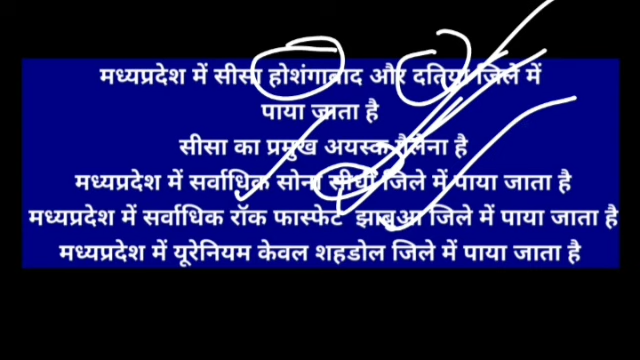 मध्यप्रदेश में सीसा होशंगाबाद और दतिया जिले में
पाया जाता है
सीसा का प्रमुख अयस्क गैलेना है
मध्यप्रदेश में सर्वाधिक सोना सीधी जिले में पाया जाता है
मध्यप्रदेश में सर्वाधिक रॉक फास्फेट झाबुआ जिले में पाया जाता है
मध्यप्रदेश में यूरेनियम केवल शहडोल जिले में पाया जाता है